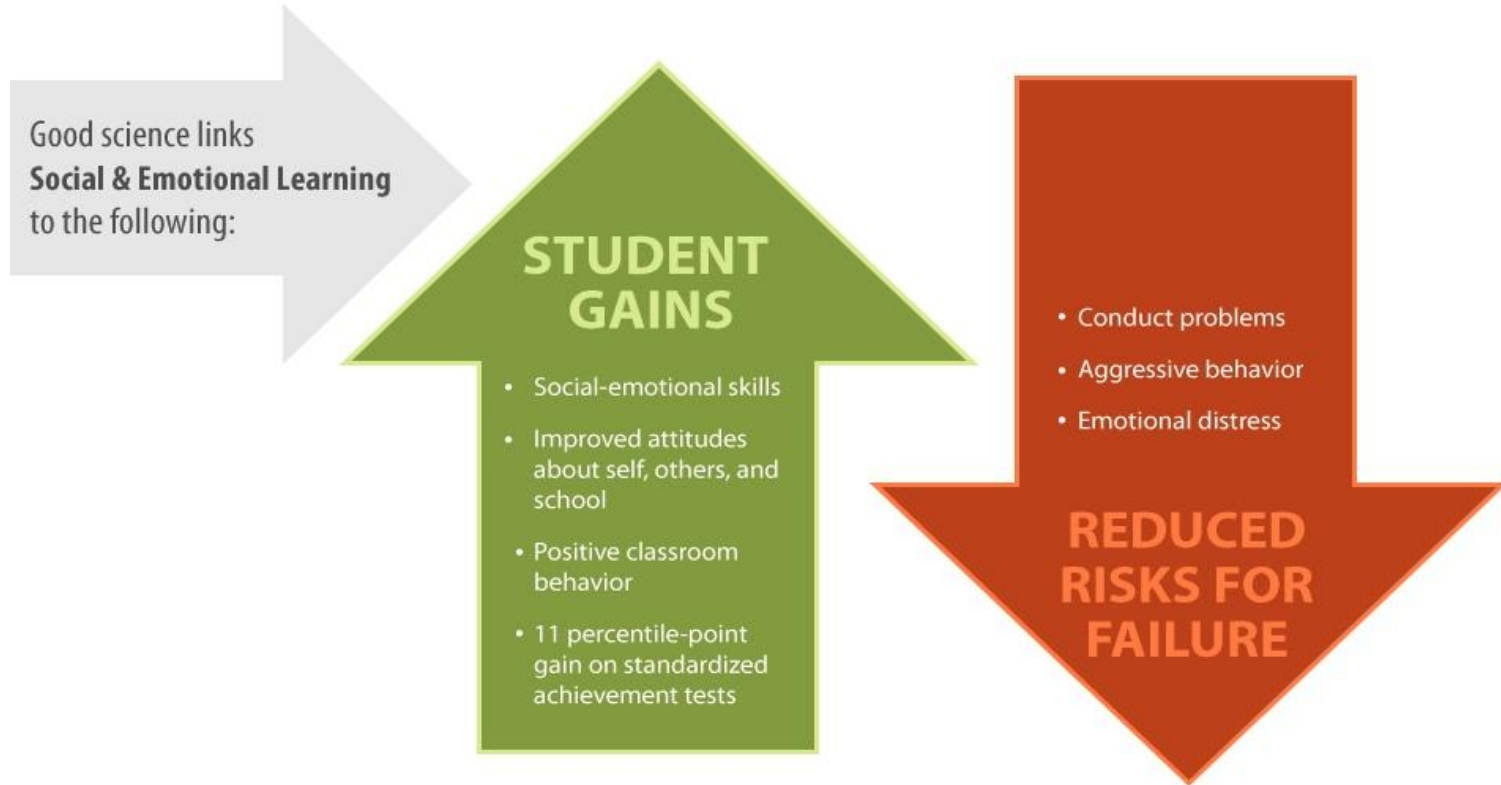 Good science links
Social & Emotional Learning
to the following:
STUDENT
GAINS
• Social-emotional skills
• Improved attitudes
about self, others, and
school
• Positive classroom
behavior
• 11 percentile-point
gain on standardized
achievement tests
• Conduct problems
• Aggressive behavior
• Emotional distress
REDUCED
RISKS FOR
FAILURE